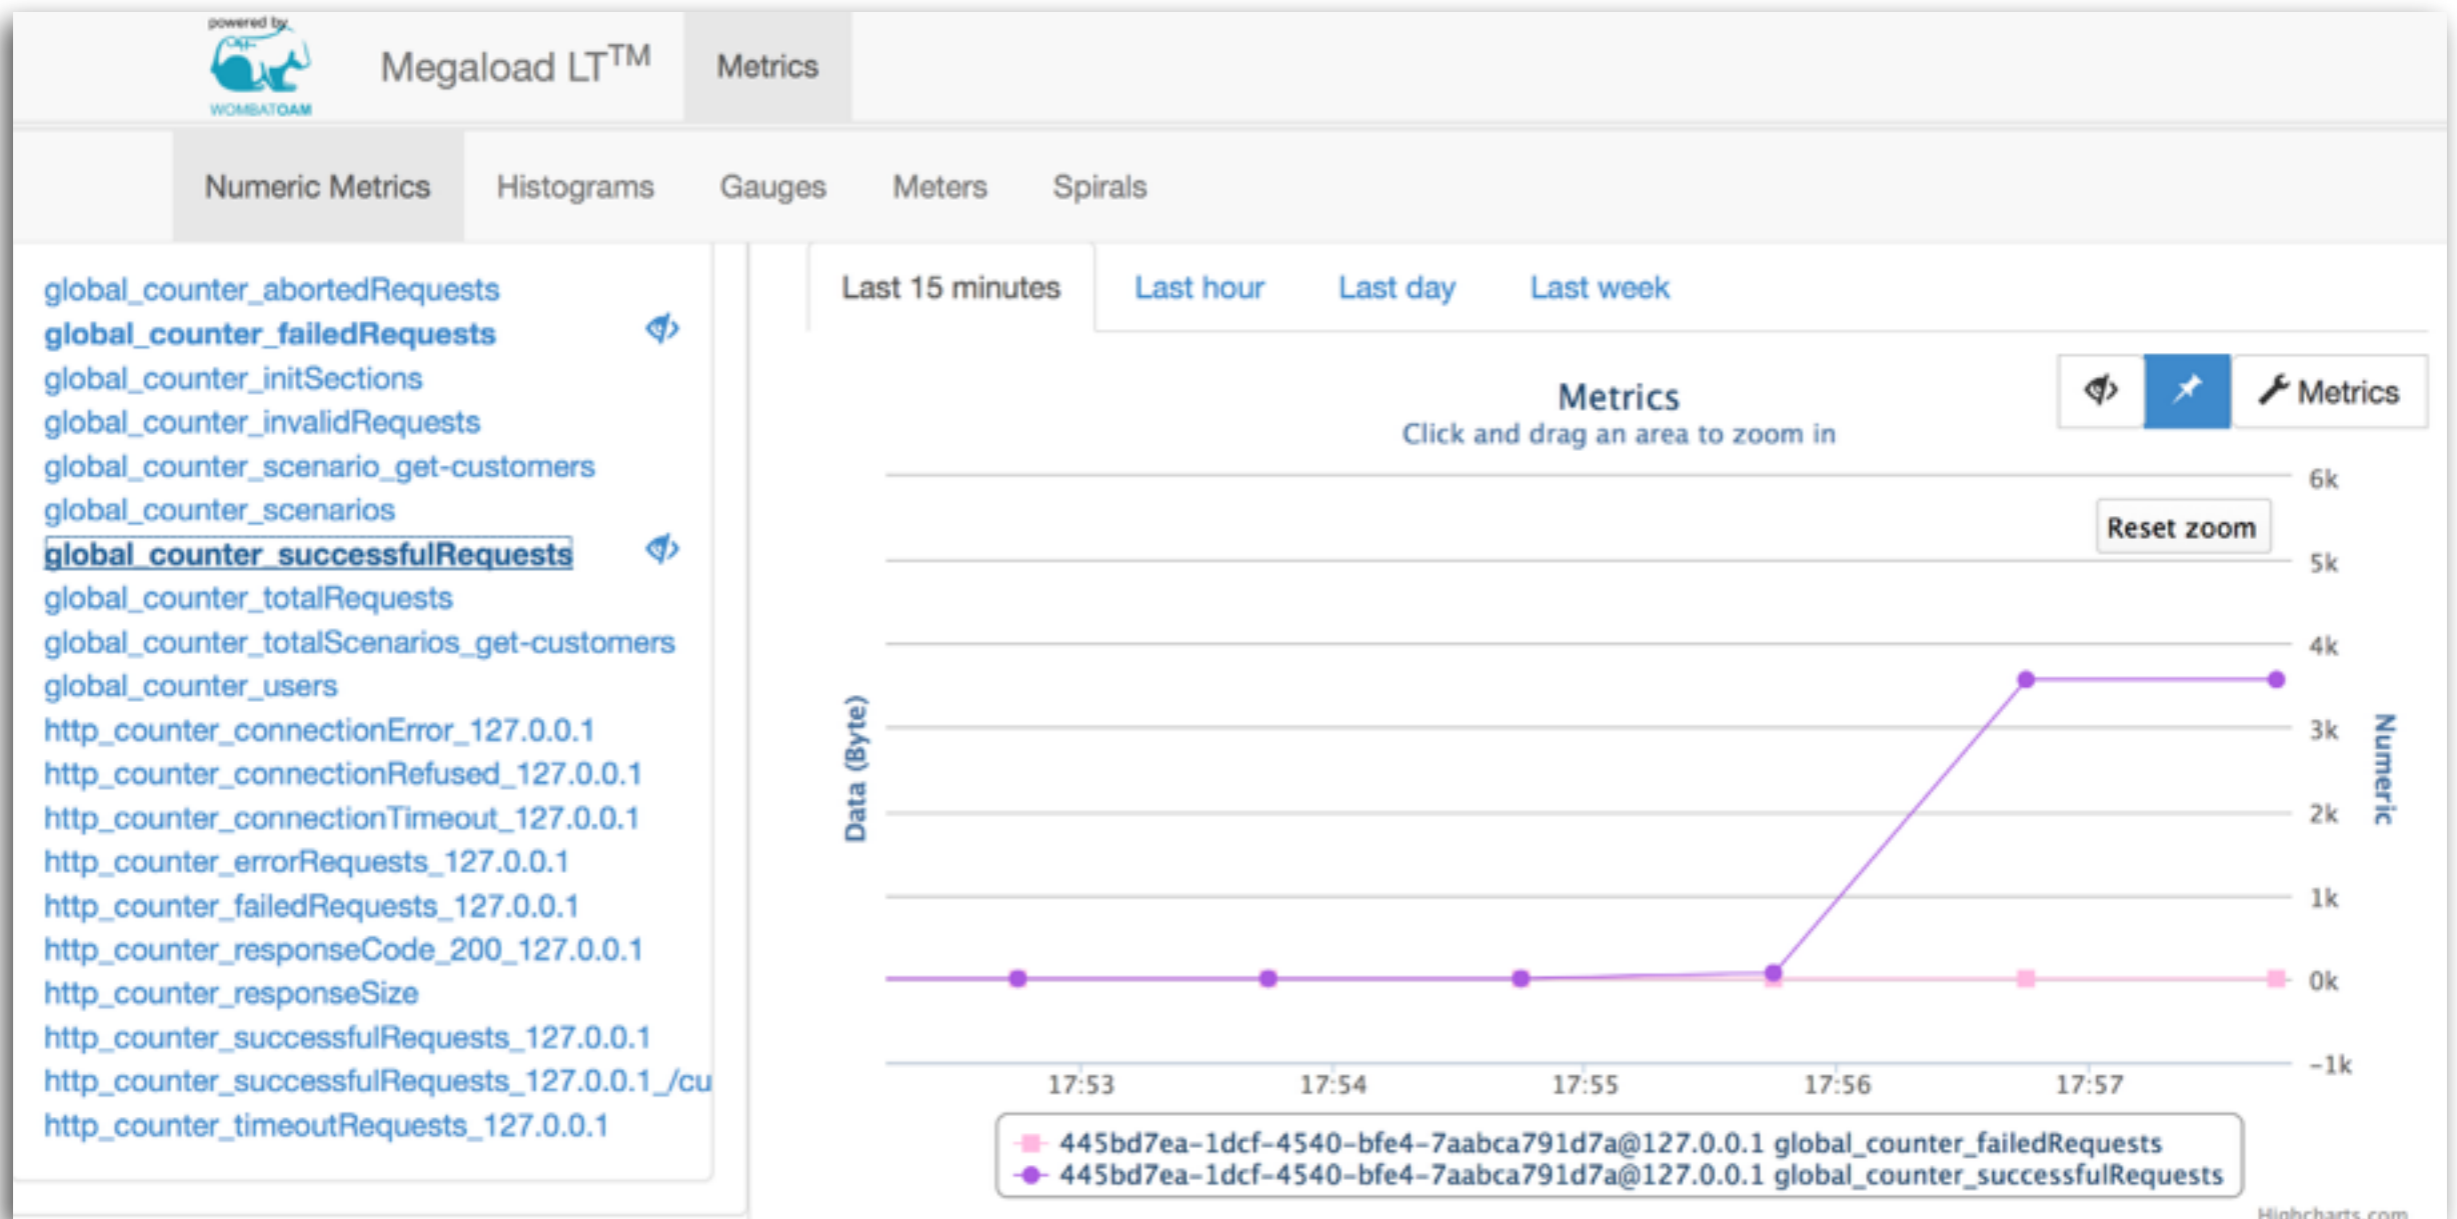 powered by
WOMBATOAM
Megaload LT™
Metrics
Numeric Metrics
Histograms
Gauges
Meters
Spirals
global_counter_abortedRequests
global_counter_failedRequests
global_counter_initSections
global_counter_invalidRequests
global_counter_scenario_get-customers
global_counter_scenarios
global_counter_successfulRequests
global_counter_totalRequests
global_counter_totalScenarios_get-customers
global_counter_users
http_counter_connectionError_127.0.0.1
http_counter_connectionRefused_127.0.0.1
http_counter_connectionTimeout_127.0.0.1
http_counter_errorRequests_127.0.0.1
http_counter_failedRequests_127.0.0.1
http_counter_responseCode_200_127.0.0.1
http_counter_responseSize
http_counter_successfulRequests_127.0.0.1
http_counter_successfulRequests_127.0.0.1_/cu
http_counter_timeoutRequests_127.0.0.1
Last 15 minutes
Last hour
Last day
Last week
Metrics
Metrics
Click and drag an area to zoom in
Reset zoom
Data (Byte)
6k
5k
4k
3k
2k
1k
0k
-1k
Numeric
17:53
17:54
17:55
17:56
17:57
445bd7ea-1dcf-4540-bfe4-7aabca791d7a@127.0.0.1 global_counter_failedRequests
445bd7ea-1dcf-4540-bfe4-7aabca791d7a@127.0.0.1 global_counter_successfulRequests
Highcharts.com